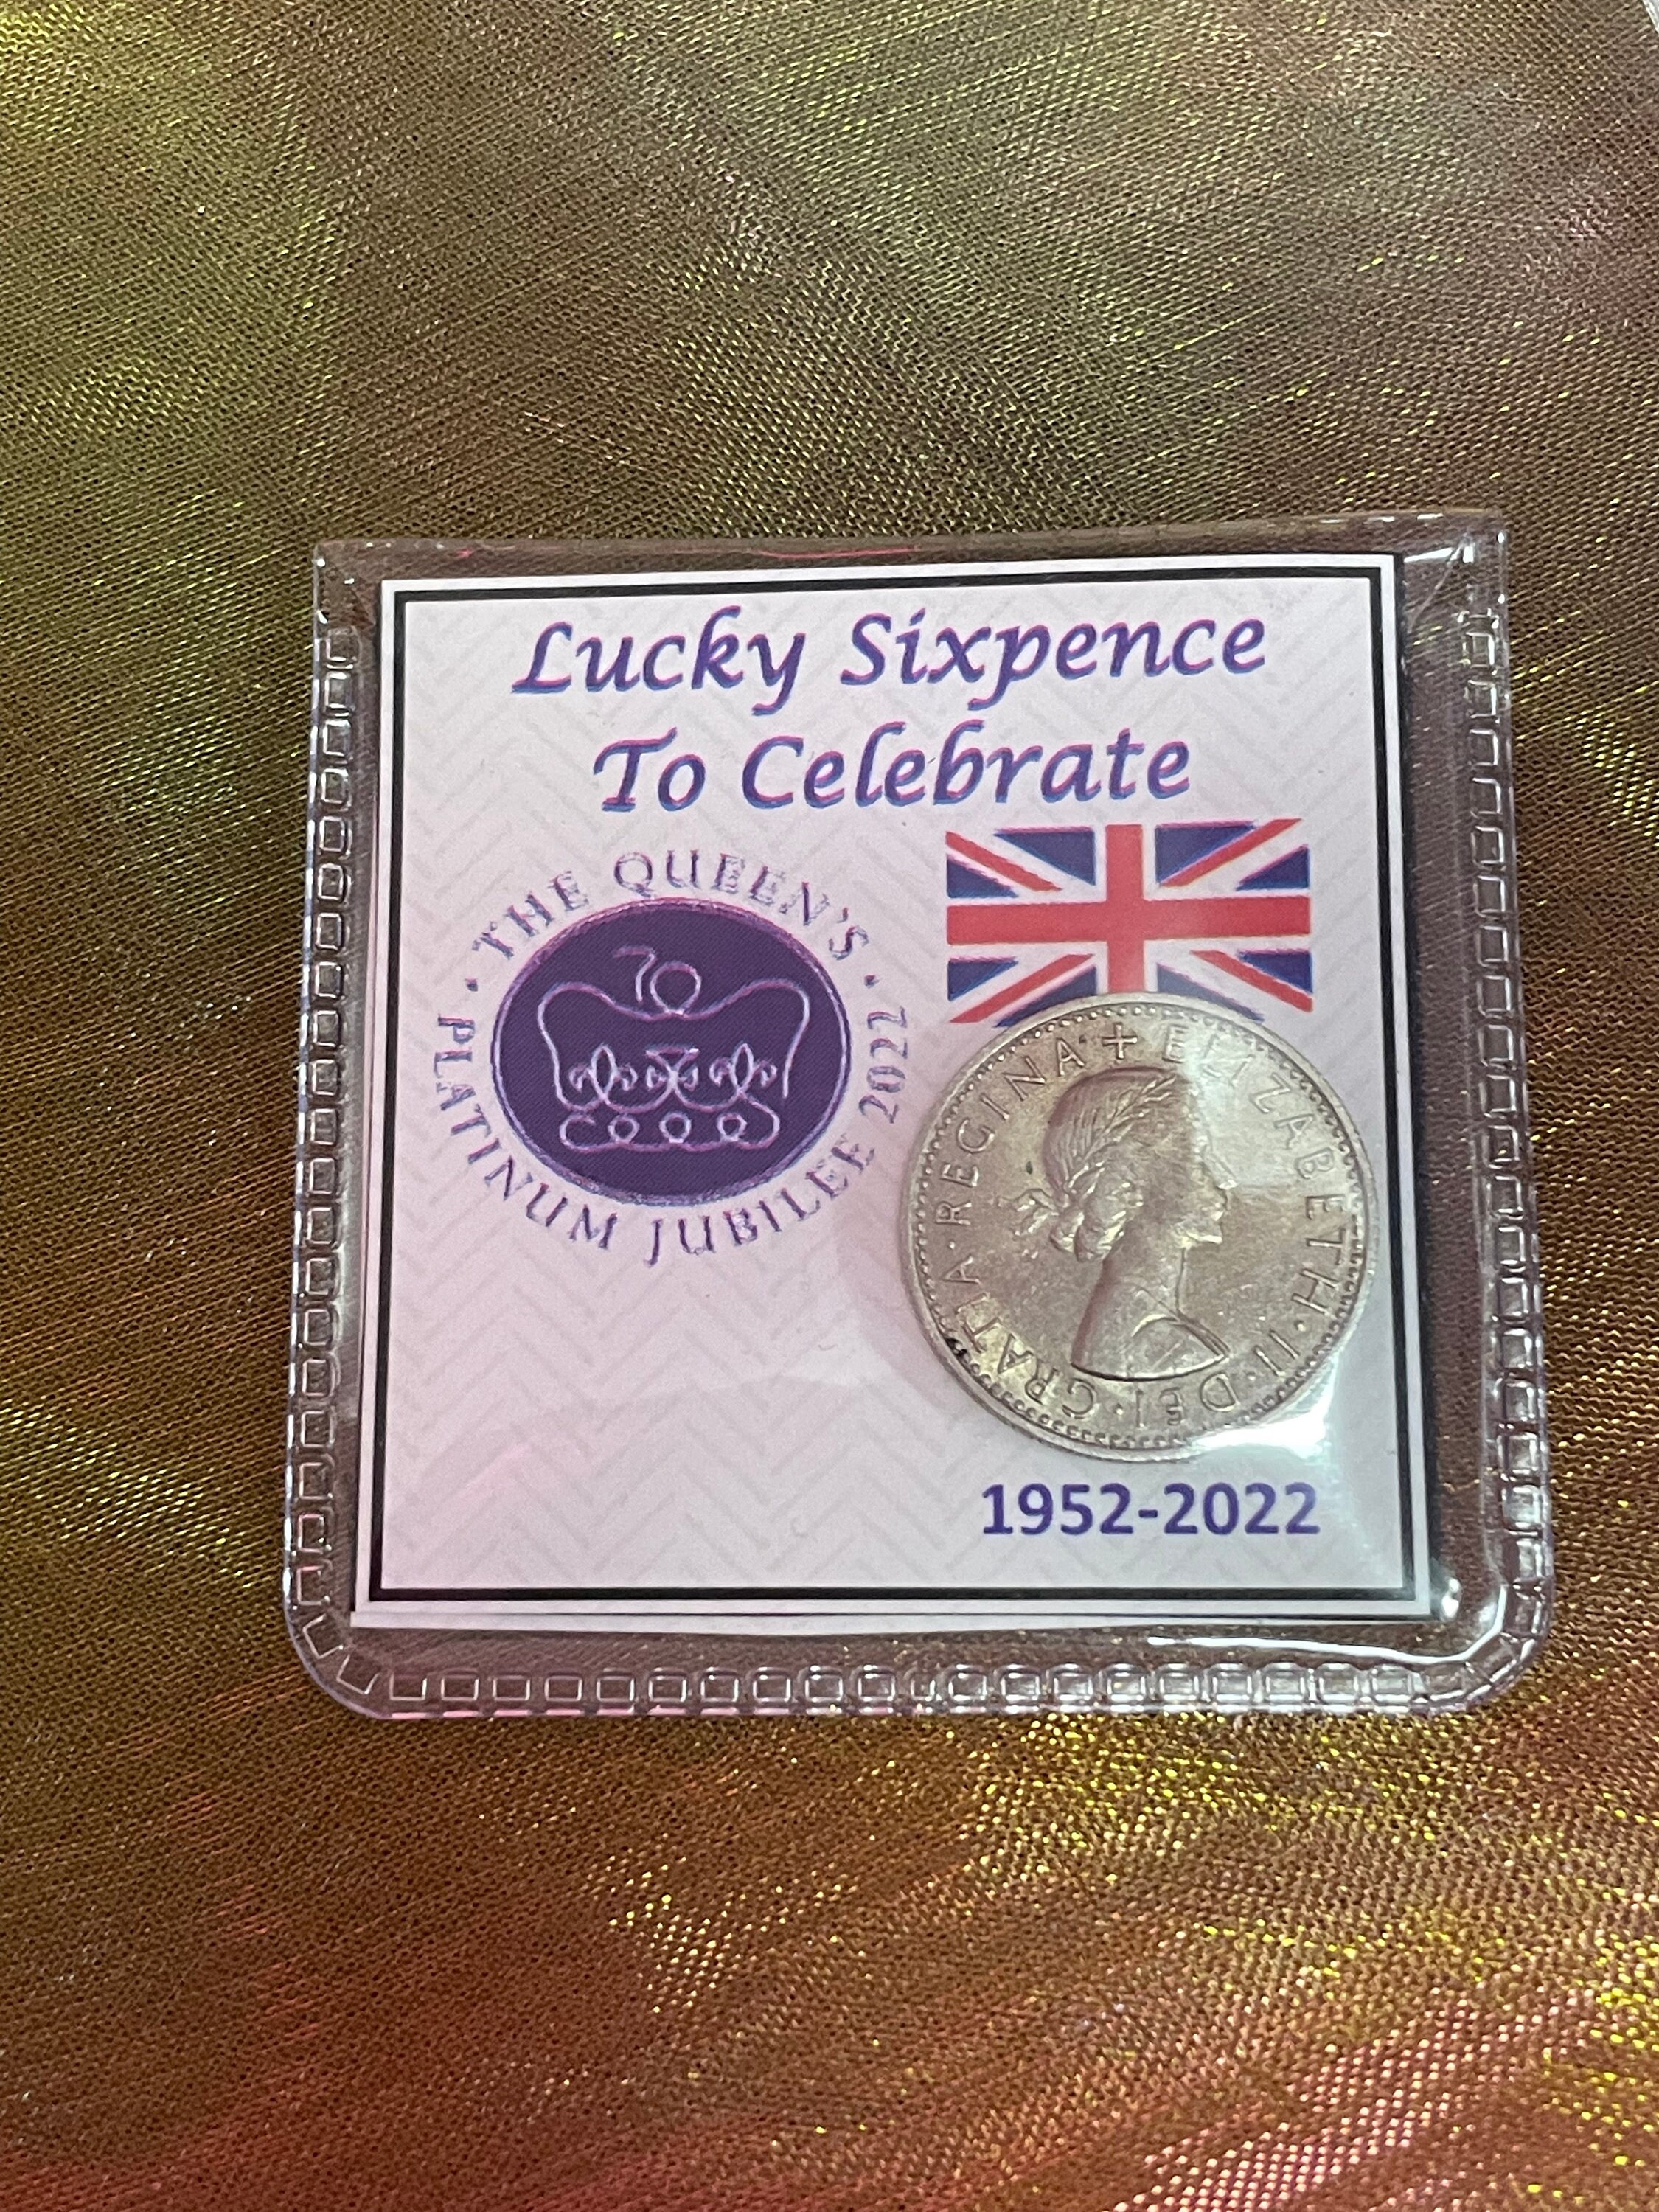 Lucky Sixpence
To Celebrate
· THE QUEEN'S ·
PLATINUM JUBILEE 2022
70
+ ELIZABETH · II · DEI · GRATIA · REGINA
1952-2022